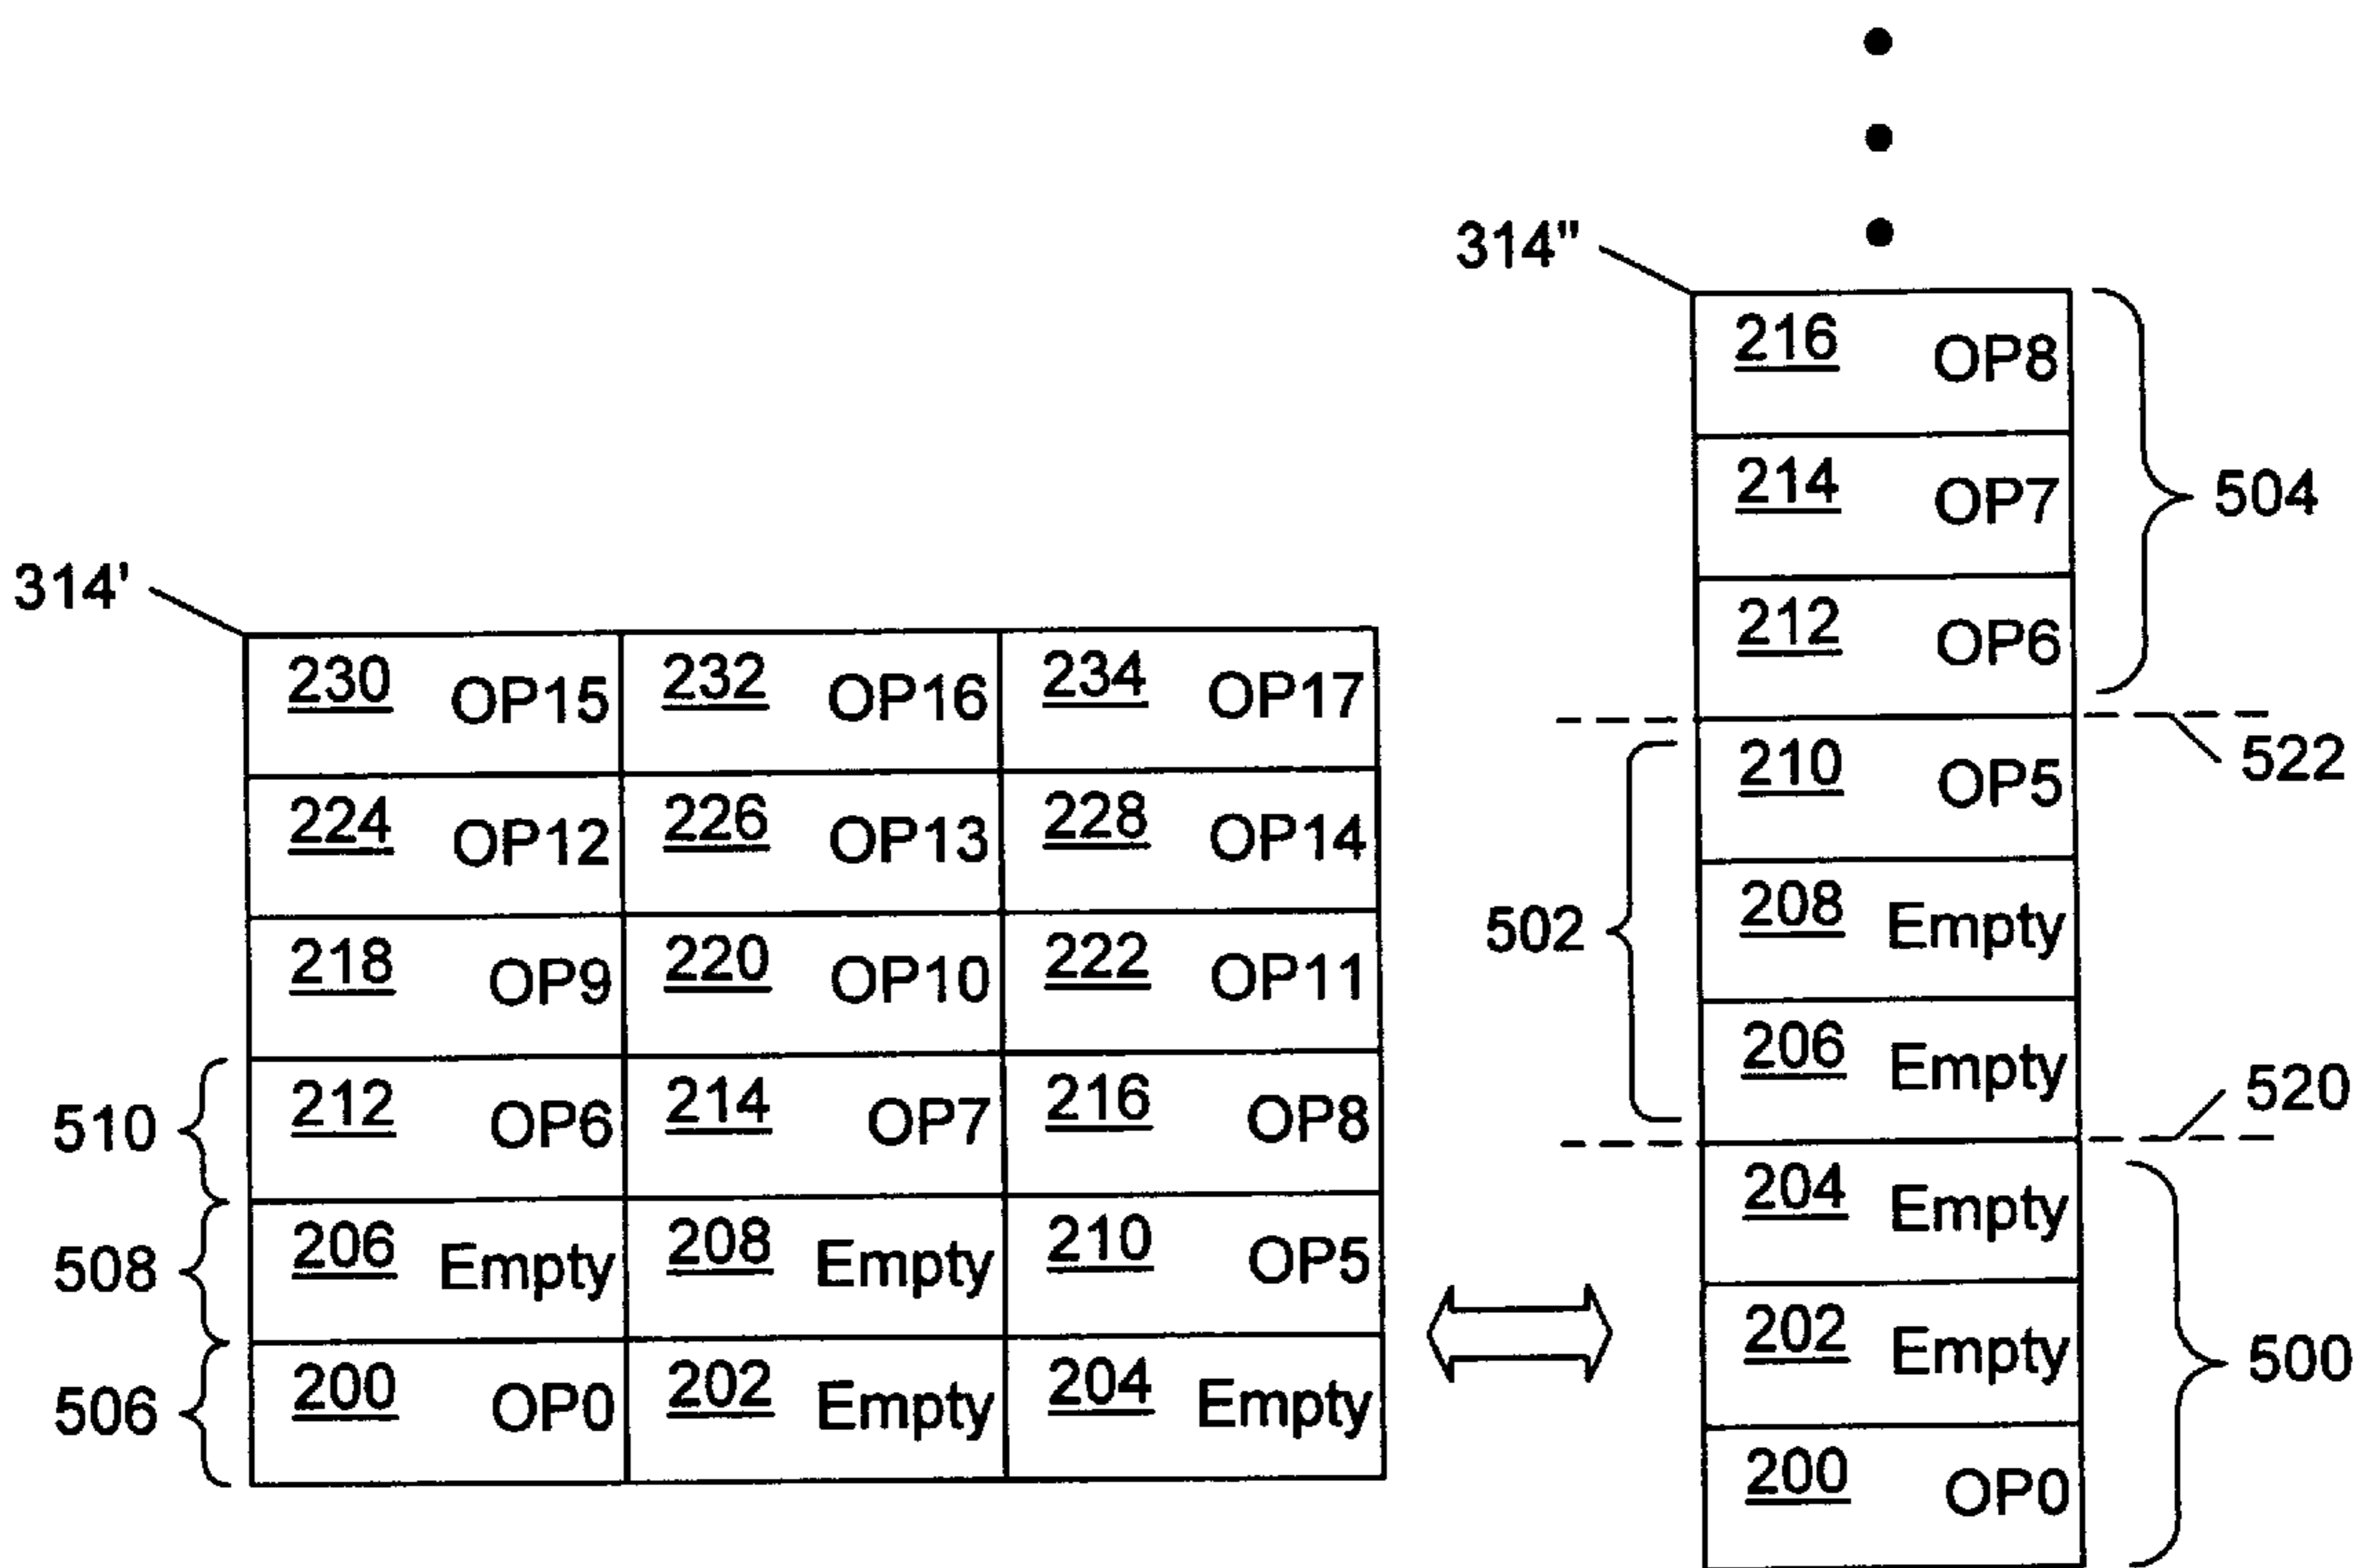 314'
230 OP15 232 OP16 234 OP17
224 OP12 226 OP13 228 OP14
218 OP9 220 OP10 222 OP11
510 212 OP6 214 OP7 216 OP8
508 206 Empty 208 Empty 210 OP5
506 200 OP0 202 Empty 204 Empty
314"
216 OP8
214 OP7
504
212 OP6
522
210 OP5
502
208 Empty
206 Empty
520
204 Empty
202 Empty
500
200 OP0